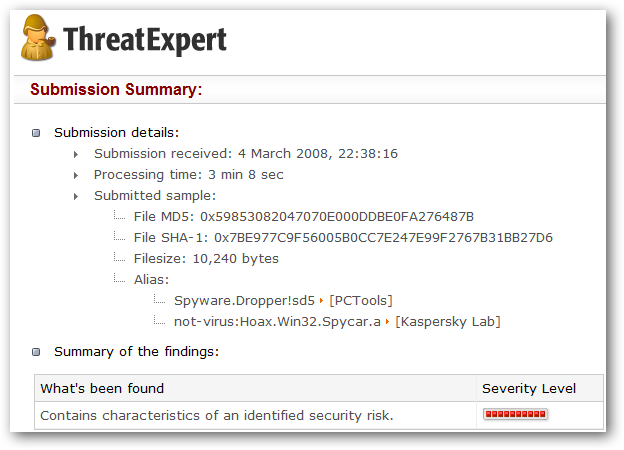 ThreatExpert
Submission Summary:
Submission details:
Submission received: 4 March 2008, 22:38:16
Processing time: 3 min 8 sec
Submitted sample:
File MD5: 0x59853082047070E000DDBE0FA276487B
File SHA-1: 0x7BE977C9F56005B0CC7E247E99F2767B31BB27D6
Filesize: 10,240 bytes
Alias:
Spyware.Dropper!sd5 [PCTools]
not-virus:Hoax.Win32.Spycar.a [Kaspersky Lab]
Summary of the findings:
What's been found Severity Level
Contains characteristics of an identified security risk.